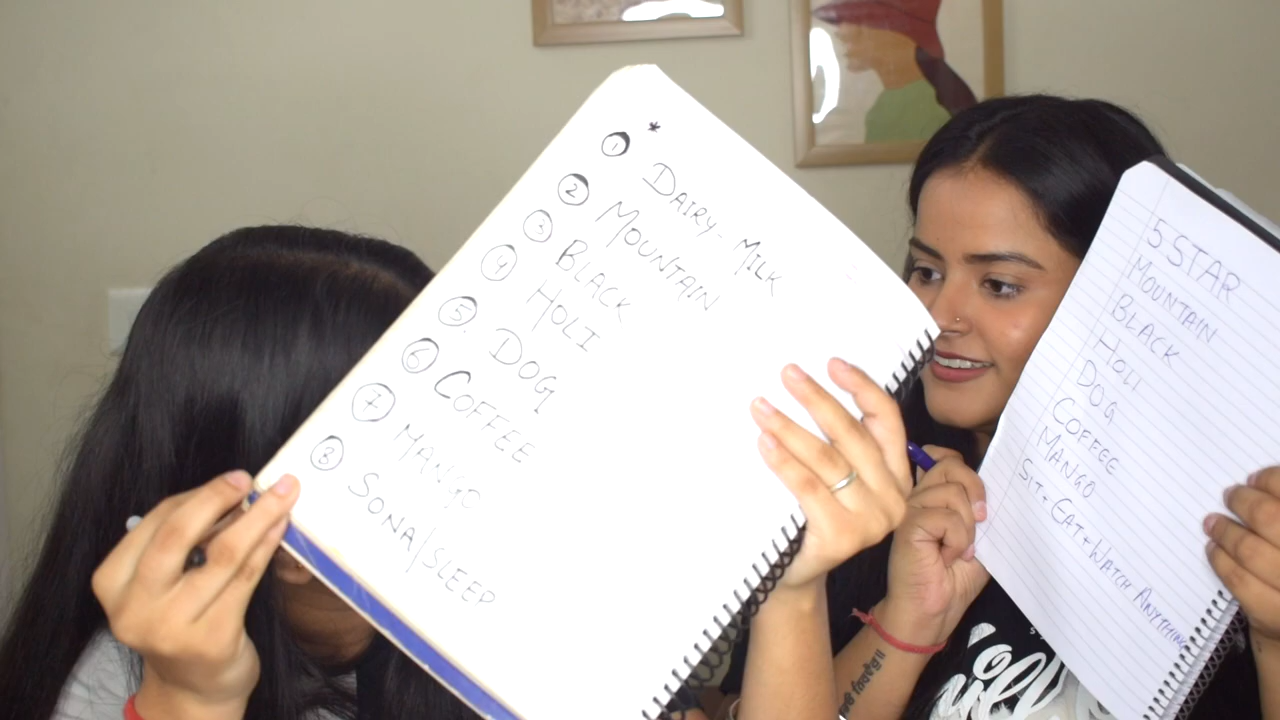 *
① DAIRY-MILK
② MOUNTAIN
③ BLACK
④ HOLI
⑤. DOG
⑥ COFFEE
⑦ MANGO
⑧ SONA/SLEEP
5 STAR
MOUNTAIN
BLACK
HOLI
DOG
COFFEE
MANGO
SIT+EAT+WATCH ANYTHING